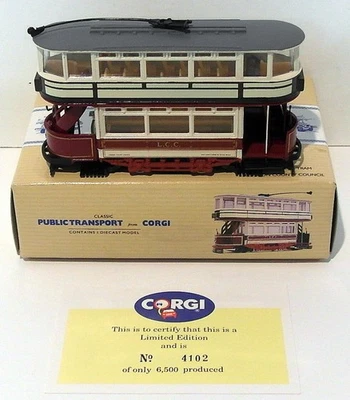 L.C.C.
TRAM
COUNCIL
CLASSIC
PUBLIC TRANSPORT from CORGI
CONTAINS 1 DIECAST MODEL
CORGI
This is to certify that this is a
Limited Edition
and is
No 4102
of only 6,500 produced